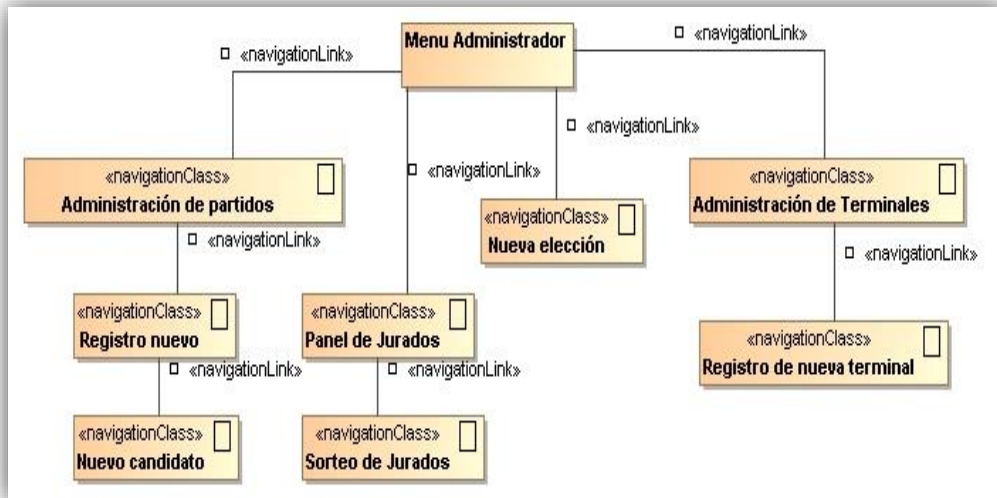 Menu Administrador
«navigationLink»
«navigationLink»
«navigationLink»
«navigationLink»
«navigationClass»
Administración de partidos
«navigationClass»
Administración de Terminales
«navigationClass»
Nueva elección
«navigationLink»
«navigationLink»
«navigationClass»
Registro nuevo
«navigationClass»
Panel de Jurados
«navigationClass»
Registro de nueva terminal
«navigationLink»
«navigationLink»
«navigationClass»
Nuevo candidato
«navigationClass»
Sorteo de Jurados